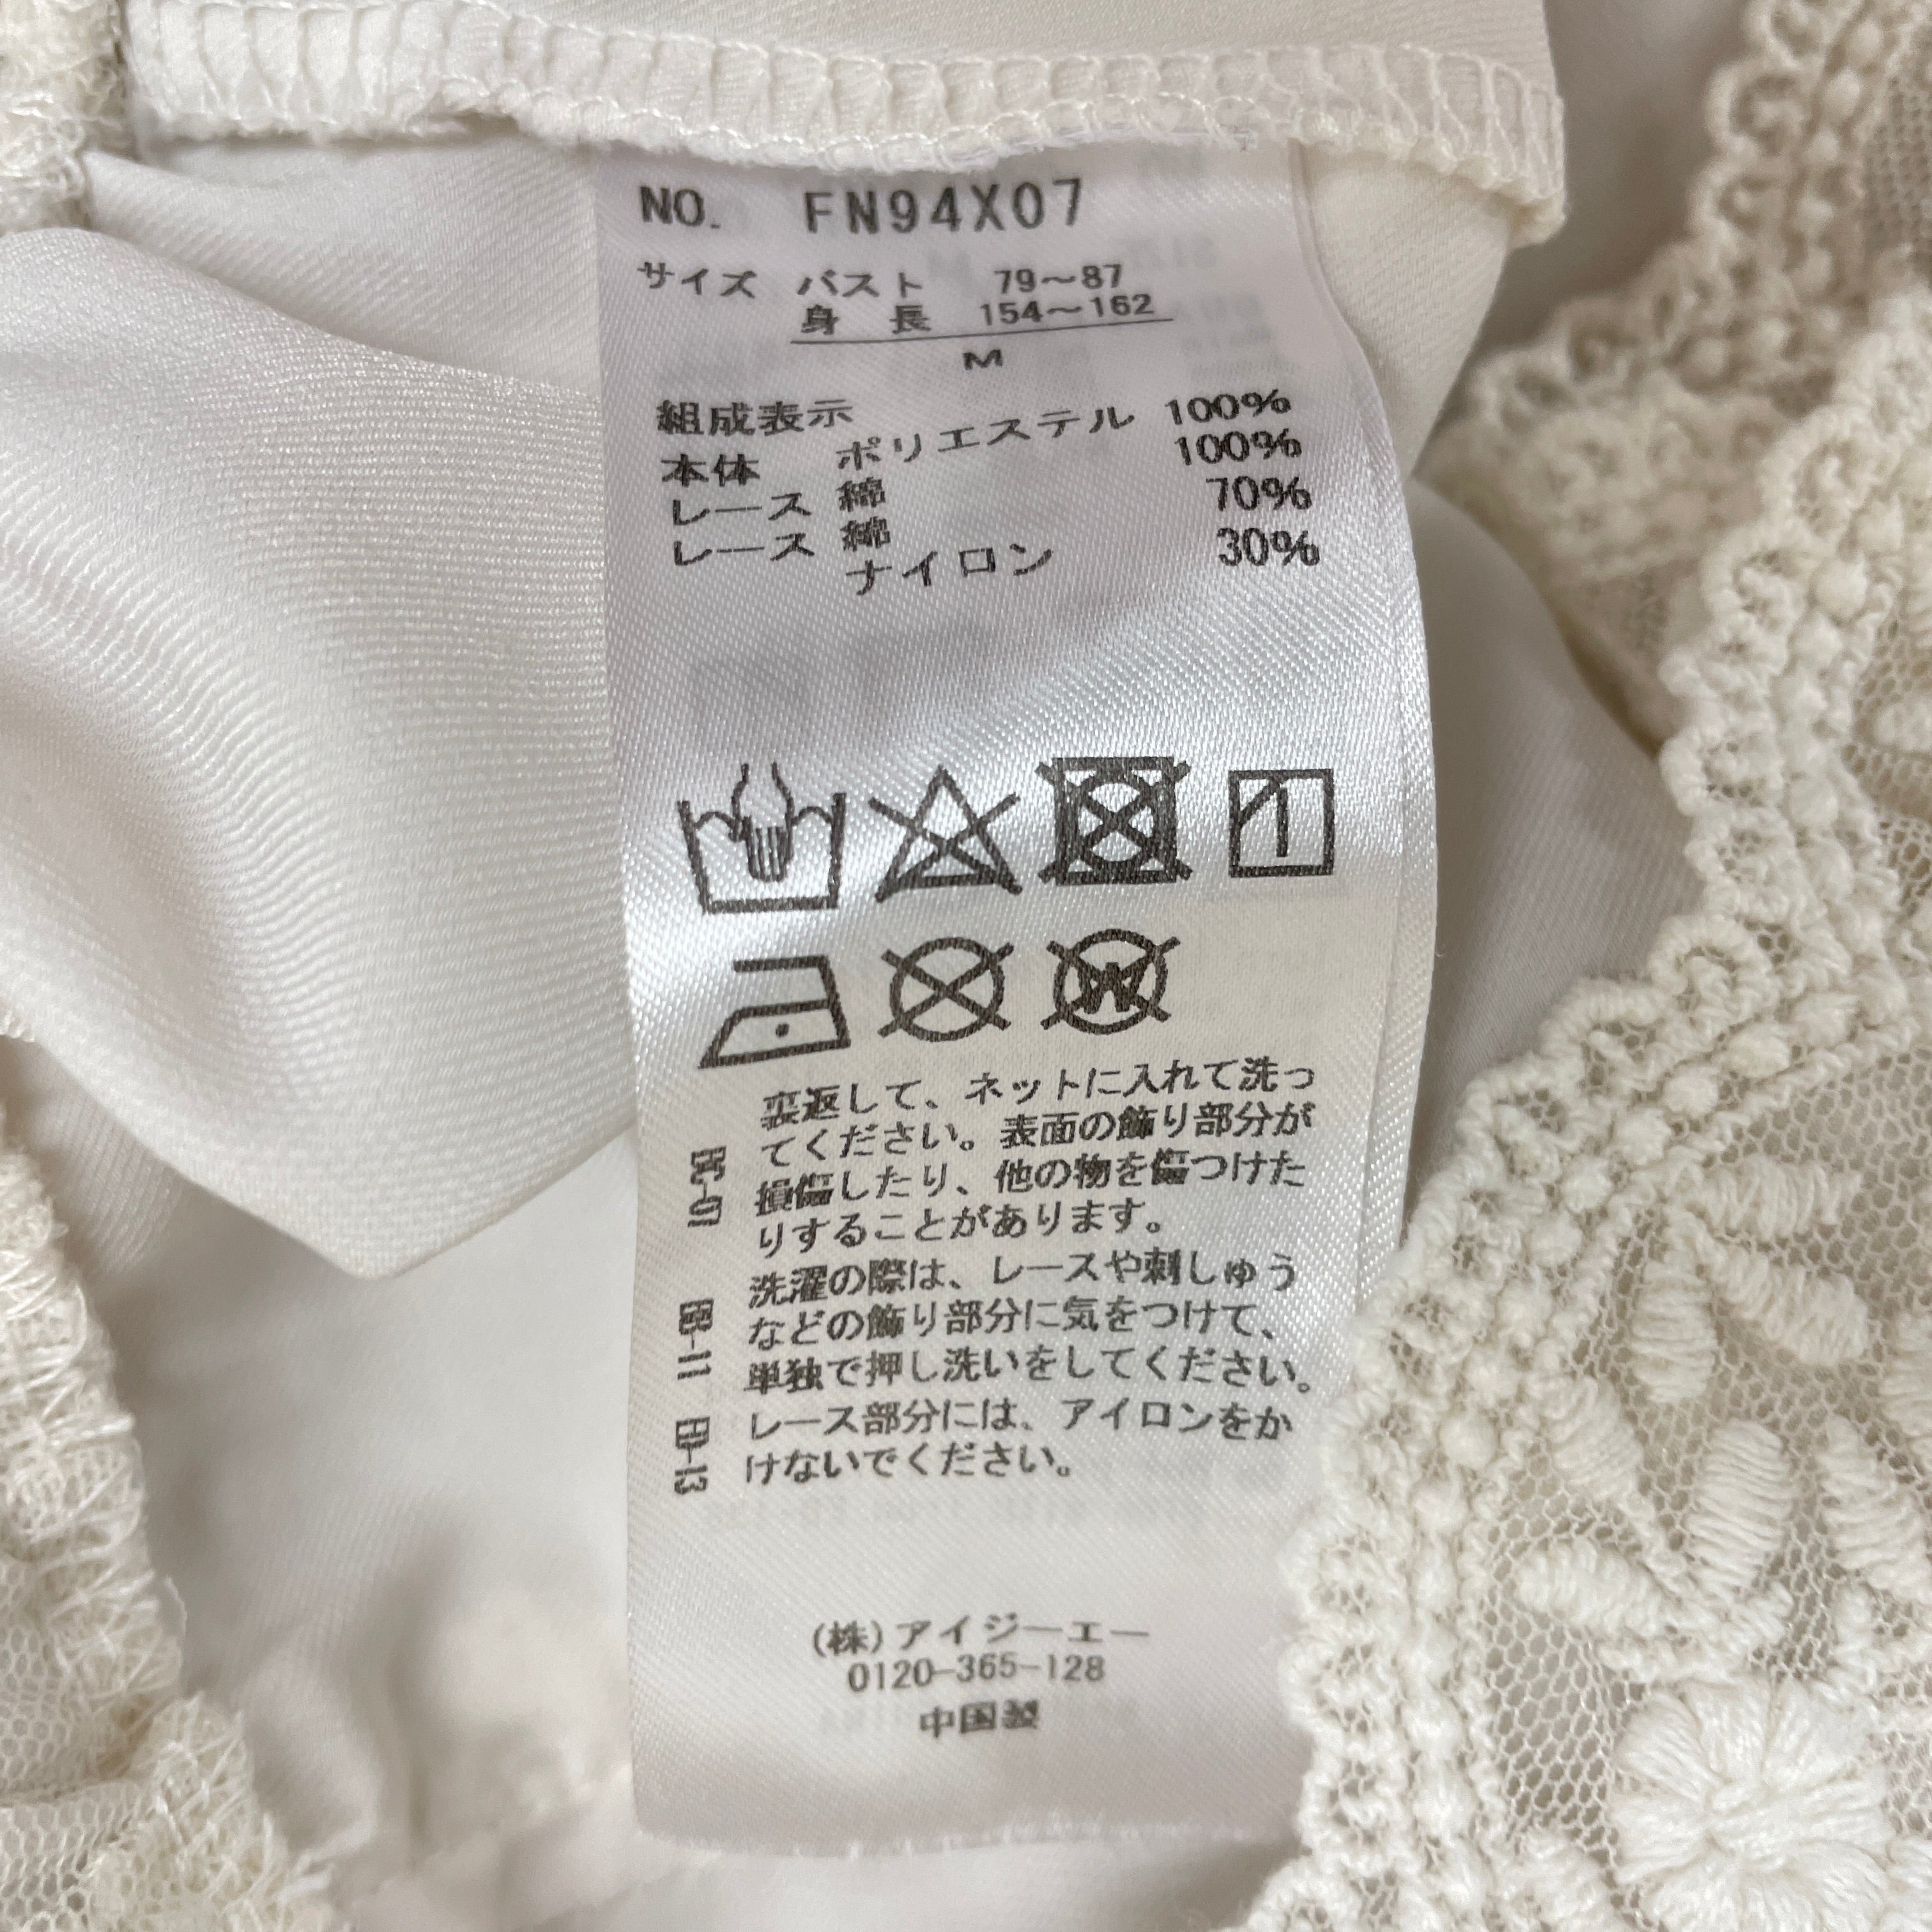 NO. FN94X07
サイズ バスト 79～87
身 長 154～162
M
組成表示
本体 ポリエステル 100%
レース 綿 100%
レース 綿 70%
ナイロン 30%
裏返して、ネットに入れて洗っ
てください。表面の飾り部分が
損傷したり、他の物を傷つけた
りすることがあります。
洗濯の際は、レースや刺しゅう
などの飾り部分に気をつけて、
単独で押し洗いをしてください。
レース部分には、アイロンをか
けないでください。
(株)アイジーエー
0120-365-128
中国製